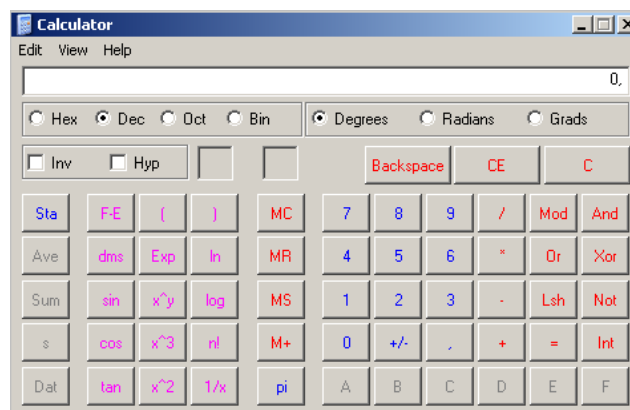 Calculator
Edit View Help
0,
Hex Dec Oct Bin Degrees Radians Grads
Inv Hyp Backspace CE C
Sta F-E ( ) MC 7 8 9 / Mod And
Ave dms Exp ln MR 4 5 6 * Or Xor
Sum sin x^y log MS 1 2 3 - Lsh Not
s cos x^3 n! M+ 0 +/- , + = Int
Dat tan x^2 1/x pi A B C D E F